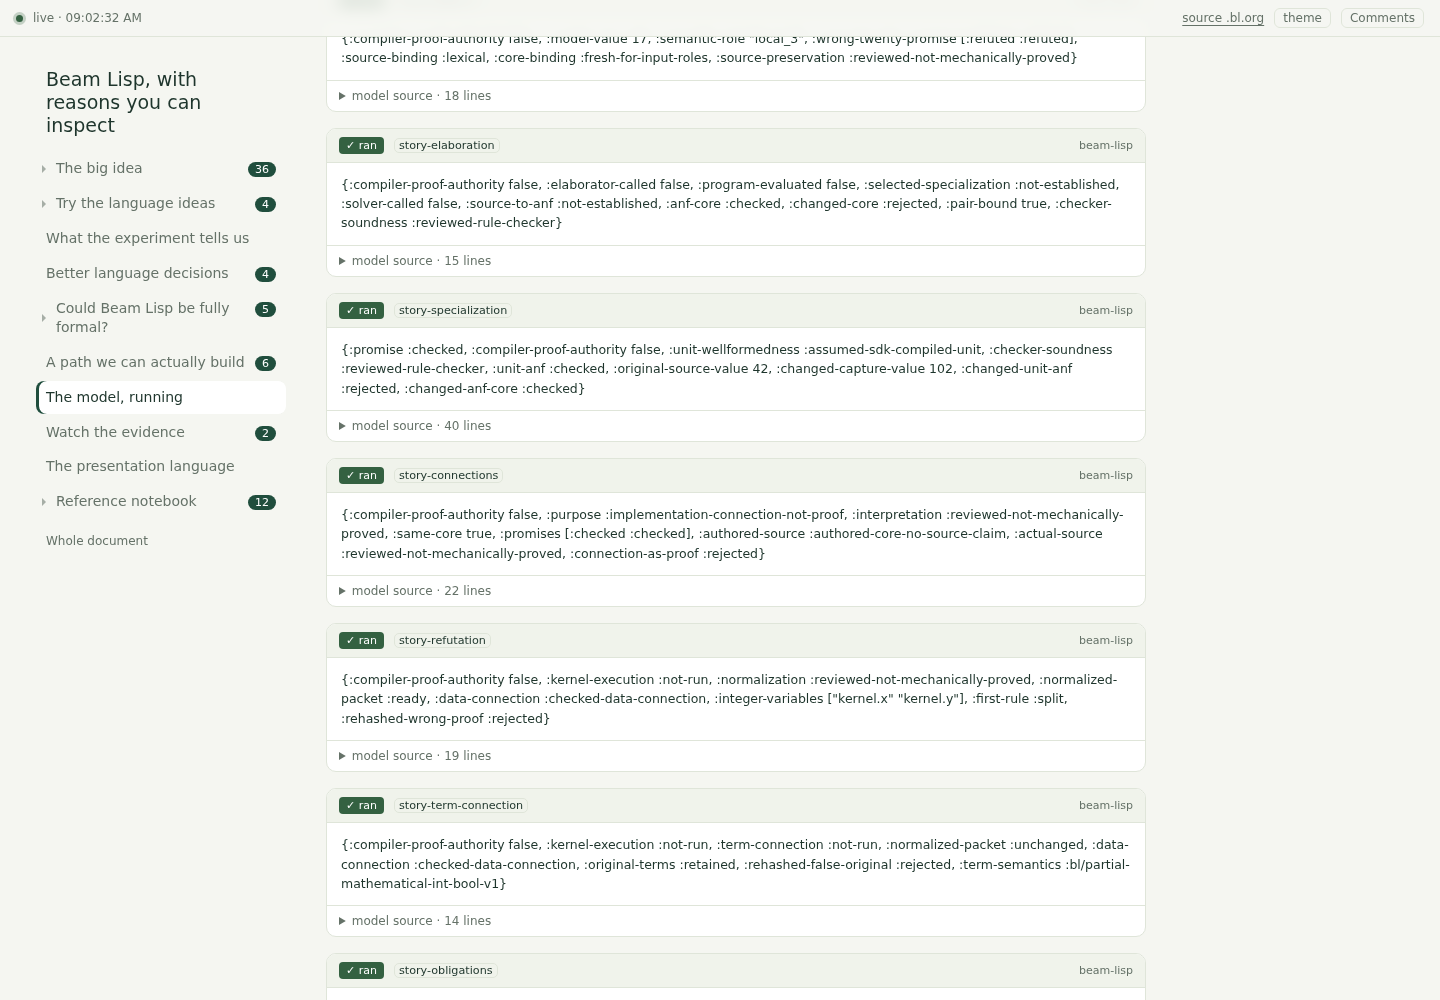 live · 09:02:32 AM
source .bl.org
theme
Comments
Beam Lisp, with
reasons you can
inspect
The big idea
36
Try the language ideas
4
What the experiment tells us
Better language decisions
4
Could Beam Lisp be fully
formal?
5
A path we can actually build
6
The model, running
Watch the evidence
2
The presentation language
Reference notebook
12
Whole document
{:compiler-proof-authority false, :model-value 17, :semantic-role "local_3", :wrong-twenty-promise [:refuted :refuted],
:source-binding :lexical, :core-binding :fresh-for-input-roles, :source-preservation :reviewed-not-mechanically-proved}
▶ model source · 18 lines
✓ ran
story-elaboration
beam-lisp
{:compiler-proof-authority false, :elaborator-called false, :program-evaluated false, :selected-specialization :not-established,
:solver-called false, :source-to-anf :not-established, :anf-core :checked, :changed-core :rejected, :pair-bound true, :checker-
soundness :reviewed-rule-checker}
▶ model source · 15 lines
✓ ran
story-specialization
beam-lisp
{:promise :checked, :compiler-proof-authority false, :unit-wellformedness :assumed-sdk-compiled-unit, :checker-soundness
:reviewed-rule-checker, :unit-anf :checked, :original-source-value 42, :changed-capture-value 102, :changed-unit-anf
:rejected, :changed-anf-core :checked}
▶ model source · 40 lines
✓ ran
story-connections
beam-lisp
{:compiler-proof-authority false, :purpose :implementation-connection-not-proof, :interpretation :reviewed-not-mechanically-
proved, :same-core true, :promises [:checked :checked], :authored-source :authored-core-no-source-claim, :actual-source
:reviewed-not-mechanically-proved, :connection-as-proof :rejected}
▶ model source · 22 lines
✓ ran
story-refutation
beam-lisp
{:compiler-proof-authority false, :kernel-execution :not-run, :normalization :reviewed-not-mechanically-proved, :normalized-
packet :ready, :data-connection :checked-data-connection, :integer-variables ["kernel.x" "kernel.y"], :first-rule :split,
:rehashed-wrong-proof :rejected}
▶ model source · 19 lines
✓ ran
story-term-connection
beam-lisp
{:compiler-proof-authority false, :kernel-execution :not-run, :term-connection :not-run, :normalized-packet :unchanged, :data-
connection :checked-data-connection, :original-terms :retained, :rehashed-false-original :rejected, :term-semantics :bl/partial-
mathematical-int-bool-v1}
▶ model source · 14 lines
✓ ran
story-obligations
beam-lisp